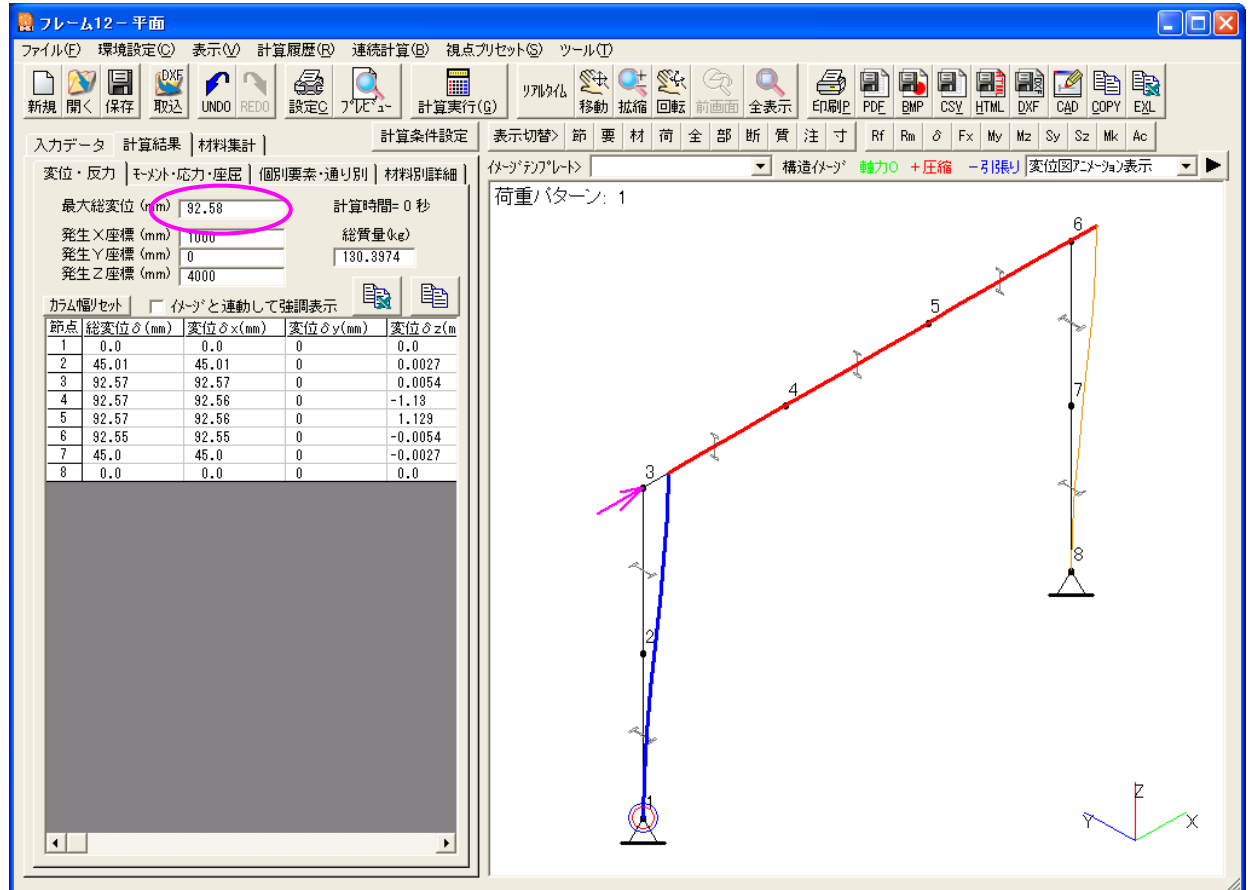 フレーム12－平面
ファイル(F) 環境設定(C) 表示(V) 計算履歴(R) 連続計算(B) 視点プリセット(S) ツール(T)
新規 開く 保存 DXF 取込 UNDO REDO 設定C プレビュー 計算実行(G) リアルタイム 移動 拡縮 回転 前画面 全表示 印刷P PDF BMP CSV HTML DXF CAD COPY EXL
入力データ 計算結果 材料集計 計算条件設定 表示切替> 節 要 材 荷 全 部 断 質 注 寸 Rf Rm δ Fx My Mz Sy Sz Mk Ac
変位・反力 モーメント・応力・座屈 個別要素・通り別 材料別詳細 イメージテンプレート> 構造イメージ 軸力0 +圧縮 -引張り 変位図アニメーション表示
荷重パターン: 1
最大総変位 (mm) 92.58 計算時間= 0 秒
発生X座標 (mm) 1000 総質量(kg)
発生Y座標 (mm) 0 130.3974
発生Z座標 (mm) 4000
カラム幅リセット イメージと連動して強調表示
節点 総変位δ(mm) 変位δx(mm) 変位δy(mm) 変位δz(m
1 0.0 0.0 0 0.0
2 45.01 45.01 0 0.0027
3 92.57 92.57 0 0.0054
4 92.57 92.56 0 -1.13
5 92.57 92.56 0 1.129
6 92.55 92.55 0 -0.0054
7 45.0 45.0 0 -0.0027
8 0.0 0.0 0 0.0
6
5
4
7
3
8
2
1
Z
Y X